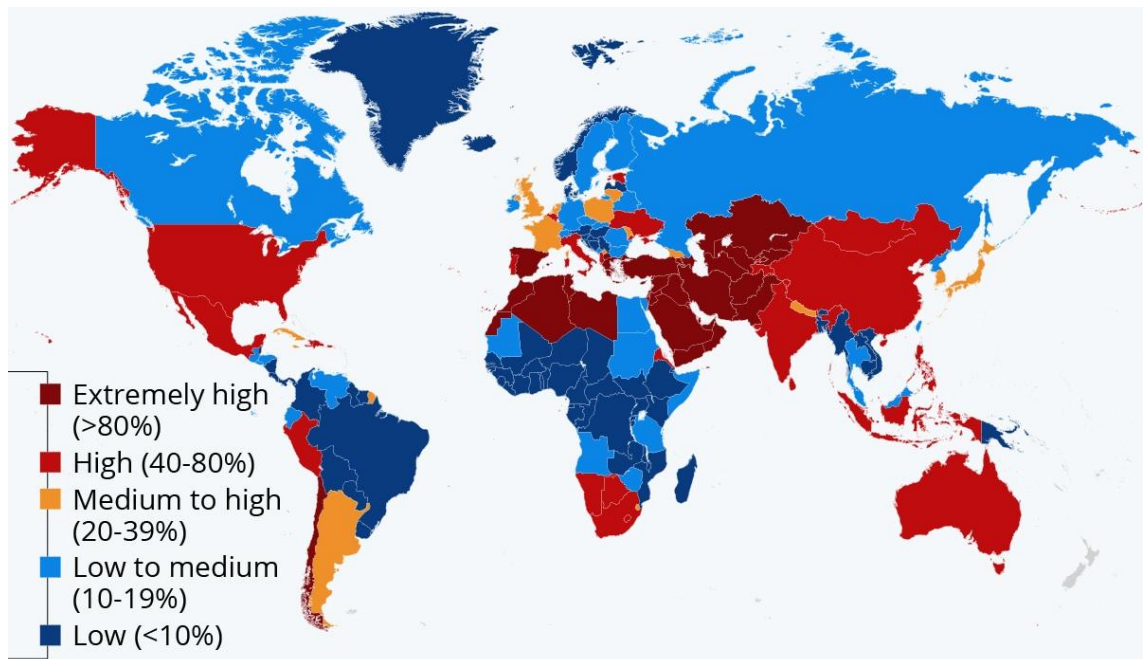 Extremely high
(>80%)
High (40-80%)
Medium to high
(20-39%)
Low to medium
(10-19%)
Low (<10%)